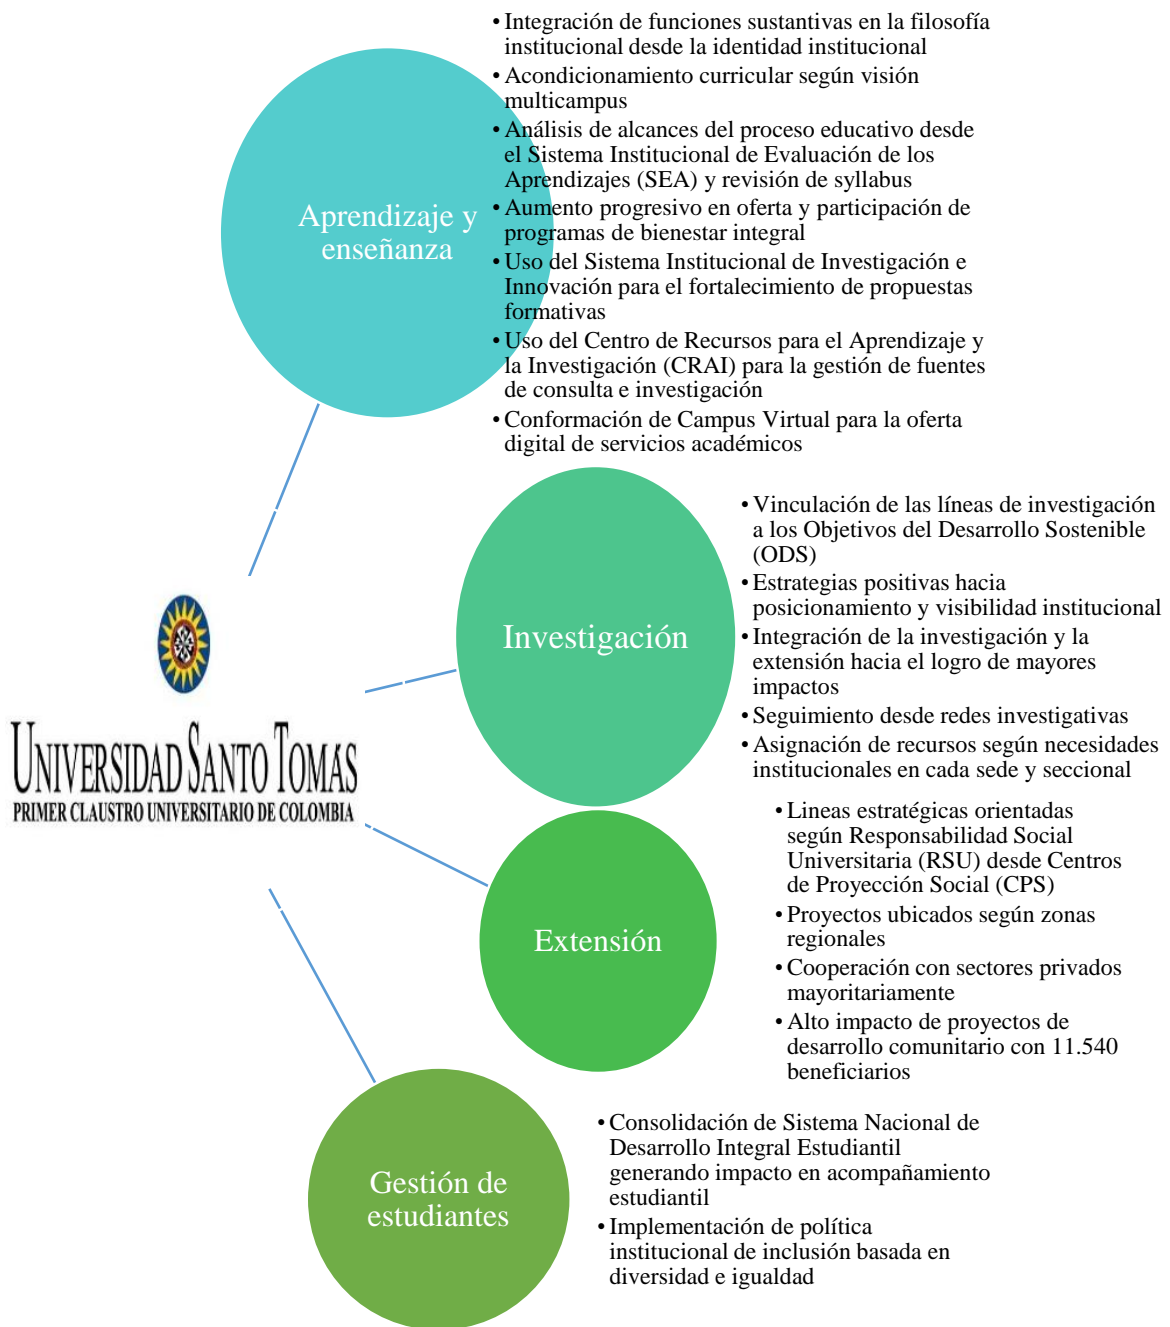 • Integración de funciones sustantivas en la filosofía
institucional desde la identidad institucional
• Acondicionamiento curricular según visión
multicampus
• Análisis de alcances del proceso educativo desde
el Sistema Institucional de Evaluación de los
Aprendizajes (SEA) y revisión de syllabus
• Aumento progresivo en oferta y participación de
programas de bienestar integral
• Uso del Sistema Institucional de Investigación e
Innovación para el fortalecimiento de propuestas
formativas
• Uso del Centro de Recursos para el Aprendizaje y
la Investigación (CRAI) para la gestión de fuentes
de consulta e investigación
• Conformación de Campus Virtual para la oferta
digital de servicios académicos
Aprendizaje y
enseñanza
• Vinculación de las líneas de investigación
a los Objetivos del Desarrollo Sostenible
(ODS)
• Estrategias positivas hacia
posicionamiento y visibilidad institucional
• Integración de la investigación y la
extensión hacia el logro de mayores
impactos
• Seguimiento desde redes investigativas
• Asignación de recursos según necesidades
institucionales en cada sede y seccional
Investigación
UNIVERSIDAD SANTO TOMÁS
PRIMER CLAUSTRO UNIVERSITARIO DE COLOMBIA
• Lineas estratégicas orientadas
según Responsabilidad Social
Universitaria (RSU) desde Centros
de Proyección Social (CPS)
• Proyectos ubicados según zonas
regionales
• Cooperación con sectores privados
mayoritariamente
• Alto impacto de proyectos de
desarrollo comunitario con 11.540
beneficiarios
Extensión
• Consolidación de Sistema Nacional de
Desarrollo Integral Estudiantil
generando impacto en acompañamiento
estudiantil
• Implementación de política
institucional de inclusión basada en
diversidad e igualdad
Gestión de
estudiantes